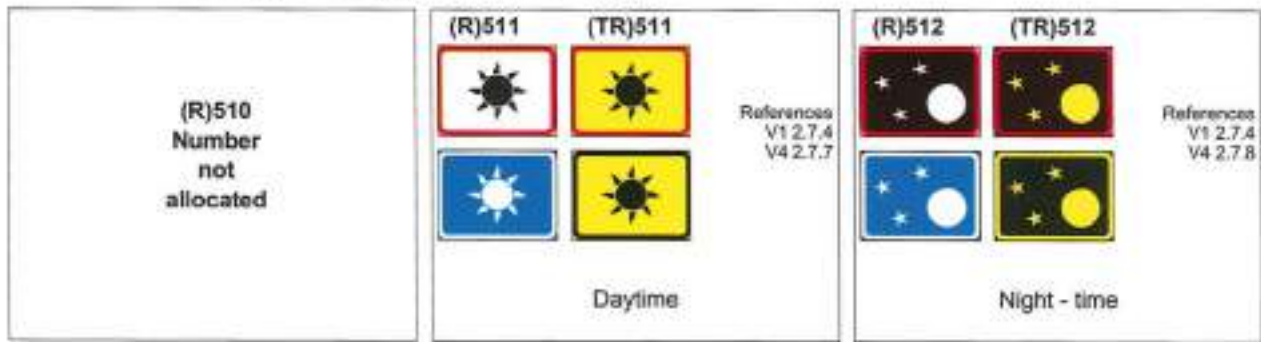 (R)510
Number
not
allocated
(R)511 (TR)511
References
V1 2.7.4
V4 2.7.7
Daytime
(R)512 (TR)512
References
V1 2.7.4
V4 2.7.8
Night - time